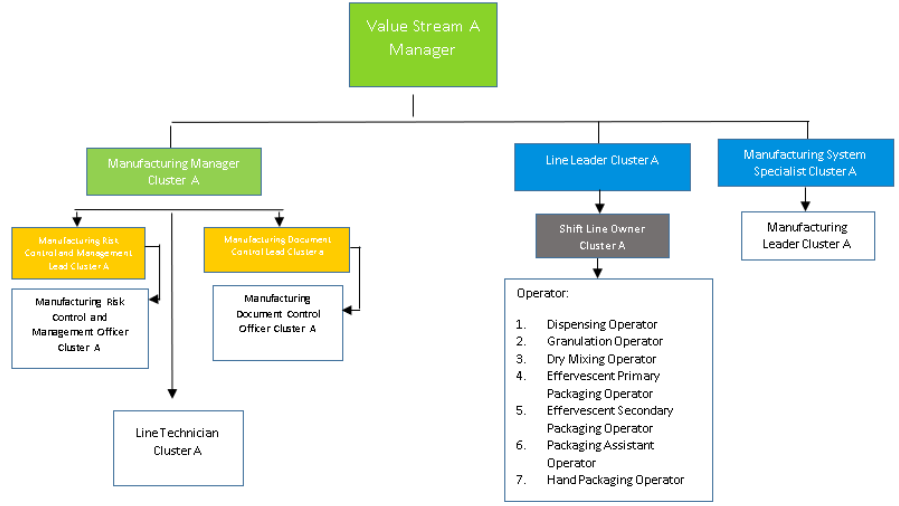 Value Stream A
Manager
Manufacturing Manager
Cluster A
Line Leader Cluster A
Manufacturing System
Specialist Cluster A
Manufacturing Risk
Control and Management
Lead Cluster A
Manufacturing Document
Control Lead Cluster a
Shift Line Owner
Cluster A
Manufacturing
Leader Cluster A
Manufacturing Risk
Control and
Management Officer
Cluster A
Manufacturing
Document Control
Officer Cluster A
Operator:
1. Dispensing Operator
2. Granulation Operator
3. Dry Mixing Operator
4. Effervescent Primary
Packaging Operator
5. Effervescent Secondary
Packaging Operator
6. Packaging Assistant
Operator
7. Hand Packaging Operator
Line Technician
Cluster A